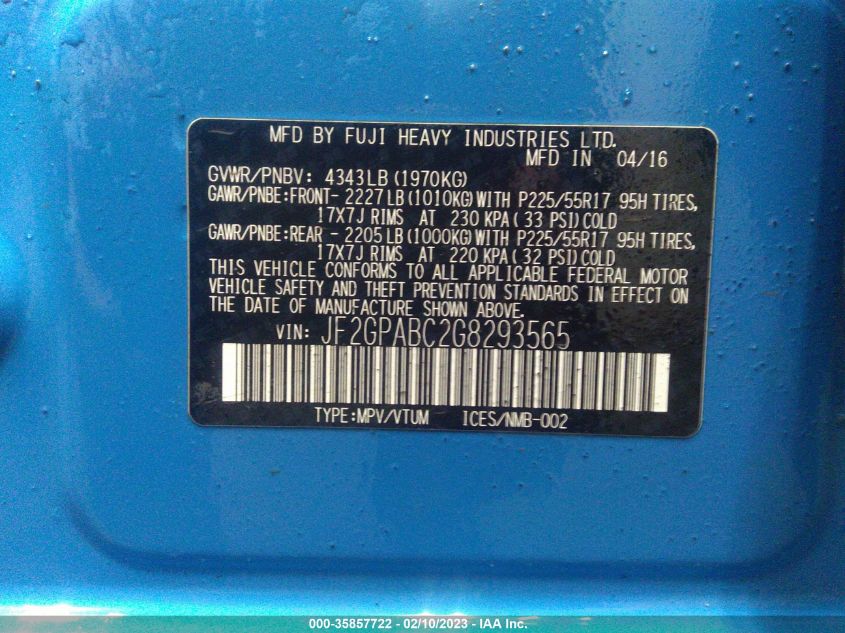 MFD BY FUJI HEAVY INDUSTRIES LTD.
MFD IN 04/16
GVWR/PNBV: 4343LB (1970KG)
GAWR/PNBE:FRONT- 2227 LB (1010KG) WITH P225/55R17 95H TIRES,
17X7J RIMS AT 230 KPA ( 33 PSI) COLD
GAWR/PNBE:REAR - 2205 LB (1000KG) WITH P225/55R17 95H TIRES,
17X7J RIMS AT 220 KPA ( 32 PSI) COLD
THIS VEHICLE CONFORMS TO ALL APPLICABLE FEDERAL MOTOR
VEHICLE SAFETY AND THEFT PREVENTION STANDARDS IN EFFECT ON
THE DATE OF MANUFACTURE SHOWN ABOVE.
VIN: JF2GPABC2G8293565
TYPE:MPV/VTUM ICES/NMB-002
000-35857722 - 02/10/2023 - IAA Inc.